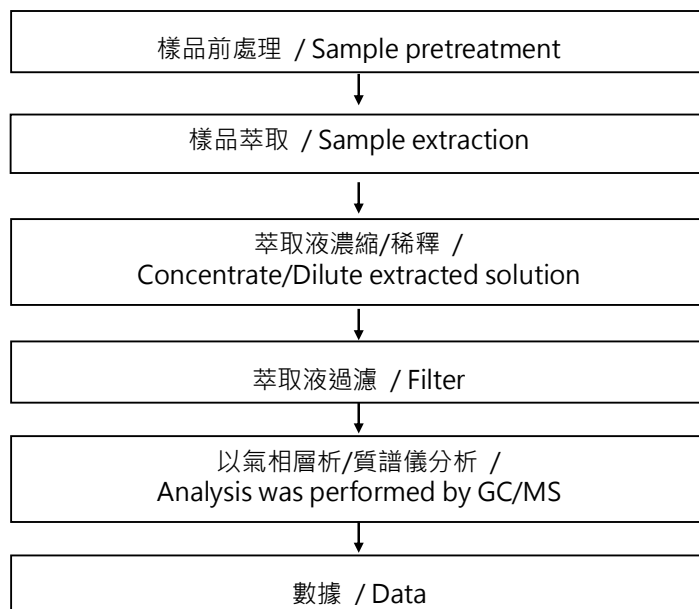 樣品前處理 / Sample pretreatment
樣品萃取 / Sample extraction
萃取液濃縮/稀釋 /
Concentrate/Dilute extracted solution
萃取液過濾 / Filter
以氣相層析/質譜儀分析 /
Analysis was performed by GC/MS
數據 / Data